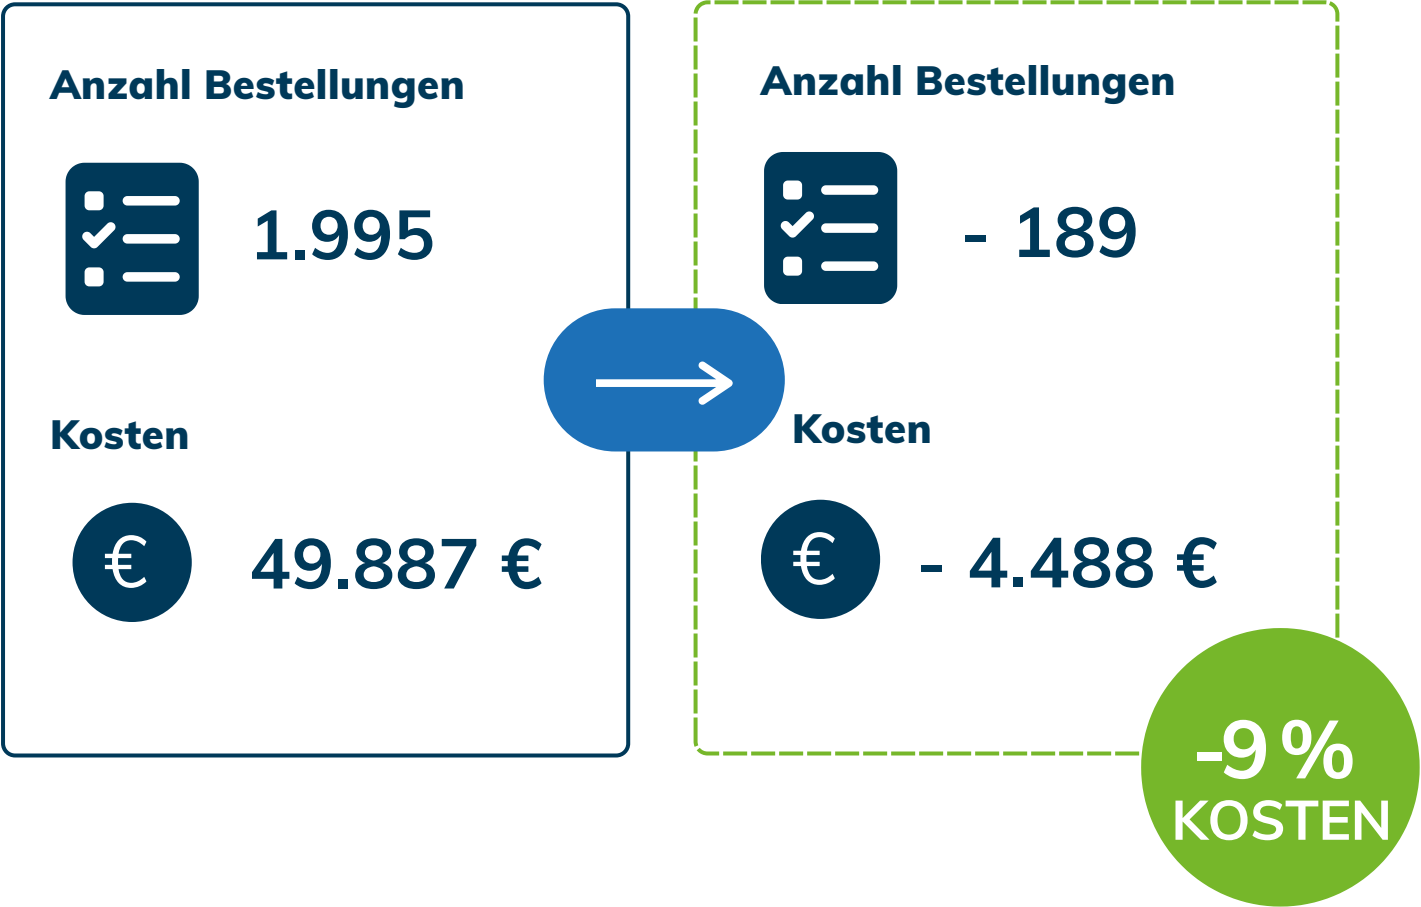 Anzahl Bestellungen
1.995
Kosten
€
49.887 €
Anzahl Bestellungen
- 189
Kosten
€
- 4.488 €
-9 %
KOSTEN